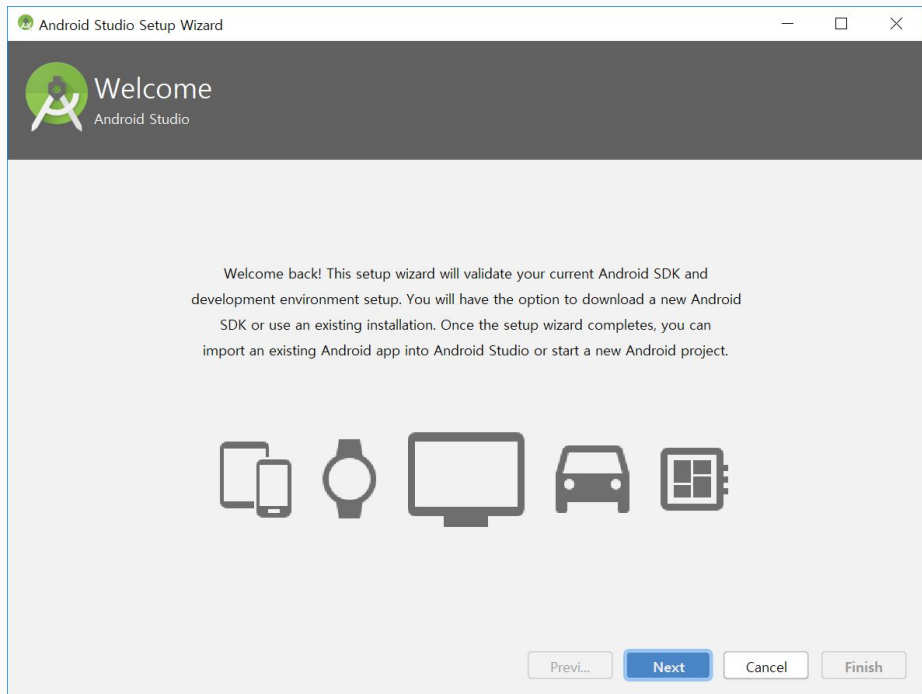 Android Studio Setup Wizard
Welcome
Android Studio
Welcome back! This setup wizard will validate your current Android SDK and
development environment setup. You will have the option to download a new Android
SDK or use an existing installation. Once the setup wizard completes, you can
import an existing Android app into Android Studio or start a new Android project.
Previ... Next Cancel Finish